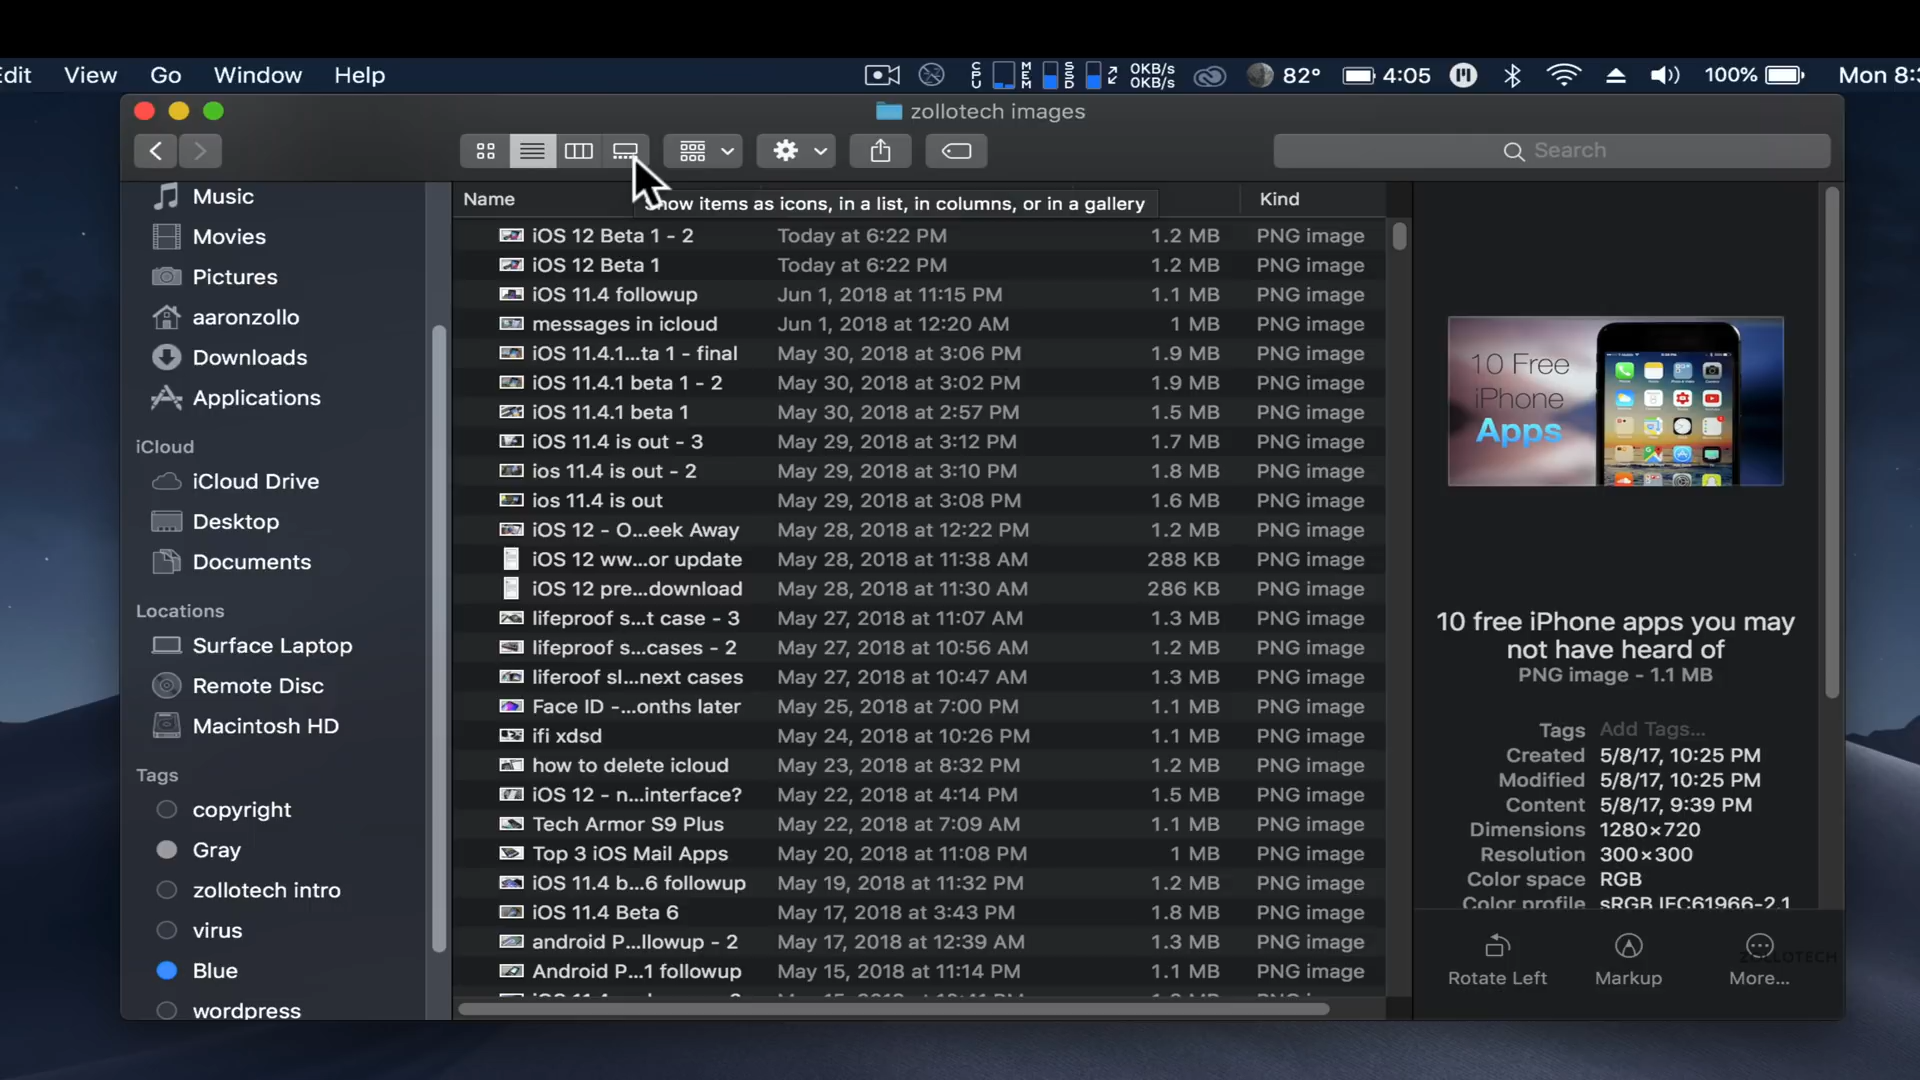 Edit View Go Window Help CPU MEM SSD 0KB/s 0KB/s 82° 4:05 100% Mon 8:3
zollotech images
Search
Music
Movies
Pictures
aaronzollo
Downloads
Applications
iCloud
iCloud Drive
Desktop
Documents
Locations
Surface Laptop
Remote Disc
Macintosh HD
Tags
copyright
Gray
zollotech intro
virus
Blue
wordpress
Name Kind
Show items as icons, in a list, in columns, or in a gallery
iOS 12 Beta 1 - 2 Today at 6:22 PM 1.2 MB PNG image
iOS 12 Beta 1 Today at 6:22 PM 1.2 MB PNG image
iOS 11.4 followup Jun 1, 2018 at 11:15 PM 1.1 MB PNG image
messages in icloud Jun 1, 2018 at 12:20 AM 1 MB PNG image
iOS 11.4.1...ta 1 - final May 30, 2018 at 3:06 PM 1.9 MB PNG image
iOS 11.4.1 beta 1 - 2 May 30, 2018 at 3:02 PM 1.9 MB PNG image
iOS 11.4.1 beta 1 May 30, 2018 at 2:57 PM 1.5 MB PNG image
iOS 11.4 is out - 3 May 29, 2018 at 3:12 PM 1.7 MB PNG image
ios 11.4 is out - 2 May 29, 2018 at 3:10 PM 1.8 MB PNG image
ios 11.4 is out May 29, 2018 at 3:08 PM 1.6 MB PNG image
iOS 12 - O...eek Away May 28, 2018 at 12:22 PM 1.2 MB PNG image
iOS 12 ww...or update May 28, 2018 at 11:38 AM 288 KB PNG image
iOS 12 pre...download May 28, 2018 at 11:30 AM 286 KB PNG image
lifeproof s...t case - 3 May 27, 2018 at 11:07 AM 1.3 MB PNG image
lifeproof s...cases - 2 May 27, 2018 at 10:56 AM 1.2 MB PNG image
liferoof sl...next cases May 27, 2018 at 10:47 AM 1.3 MB PNG image
Face ID -...onths later May 25, 2018 at 7:00 PM 1.1 MB PNG image
ifi xdsd May 24, 2018 at 10:26 PM 1.1 MB PNG image
how to delete icloud May 23, 2018 at 8:32 PM 1.2 MB PNG image
iOS 12 - n...interface? May 22, 2018 at 4:14 PM 1.5 MB PNG image
Tech Armor S9 Plus May 22, 2018 at 7:09 AM 1.1 MB PNG image
Top 3 iOS Mail Apps May 20, 2018 at 11:08 PM 1 MB PNG image
iOS 11.4 b...6 followup May 19, 2018 at 11:32 PM 1.2 MB PNG image
iOS 11.4 Beta 6 May 17, 2018 at 3:43 PM 1.8 MB PNG image
android P...llowup - 2 May 17, 2018 at 12:39 AM 1.3 MB PNG image
Android P...1 followup May 15, 2018 at 11:14 PM 1.1 MB PNG image
10 Free
iPhone
Apps
10 free iPhone apps you may
not have heard of
PNG image - 1.1 MB
Tags Add Tags...
Created 5/8/17, 10:25 PM
Modified 5/8/17, 10:25 PM
Content 5/8/17, 9:39 PM
Dimensions 1280×720
Resolution 300×300
Color space RGB
Color profile sRGB IEC61966-2.1
Rotate Left Markup More...
ZOLLOTECH